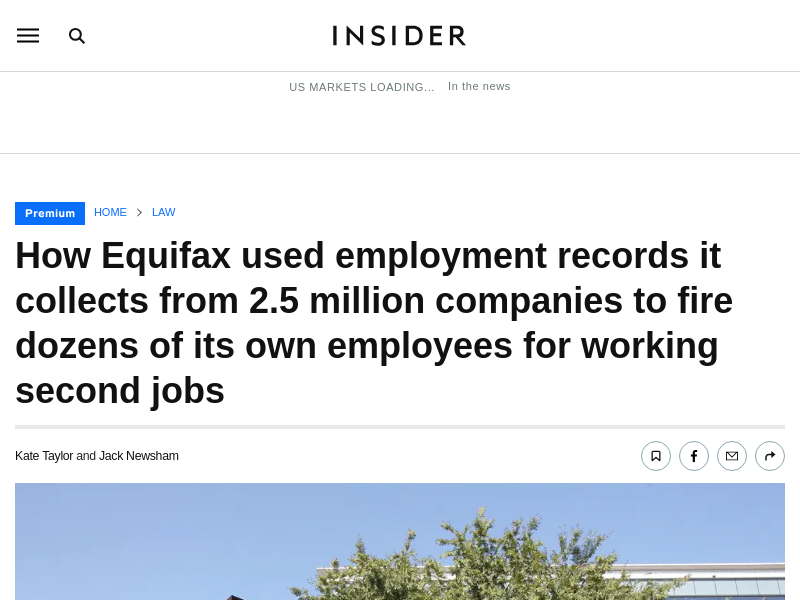 INSIDER
US MARKETS LOADING... In the news
Premium HOME LAW
How Equifax used employment records it
collects from 2.5 million companies to fire
dozens of its own employees for working
second jobs
Kate Taylor and Jack Newsham